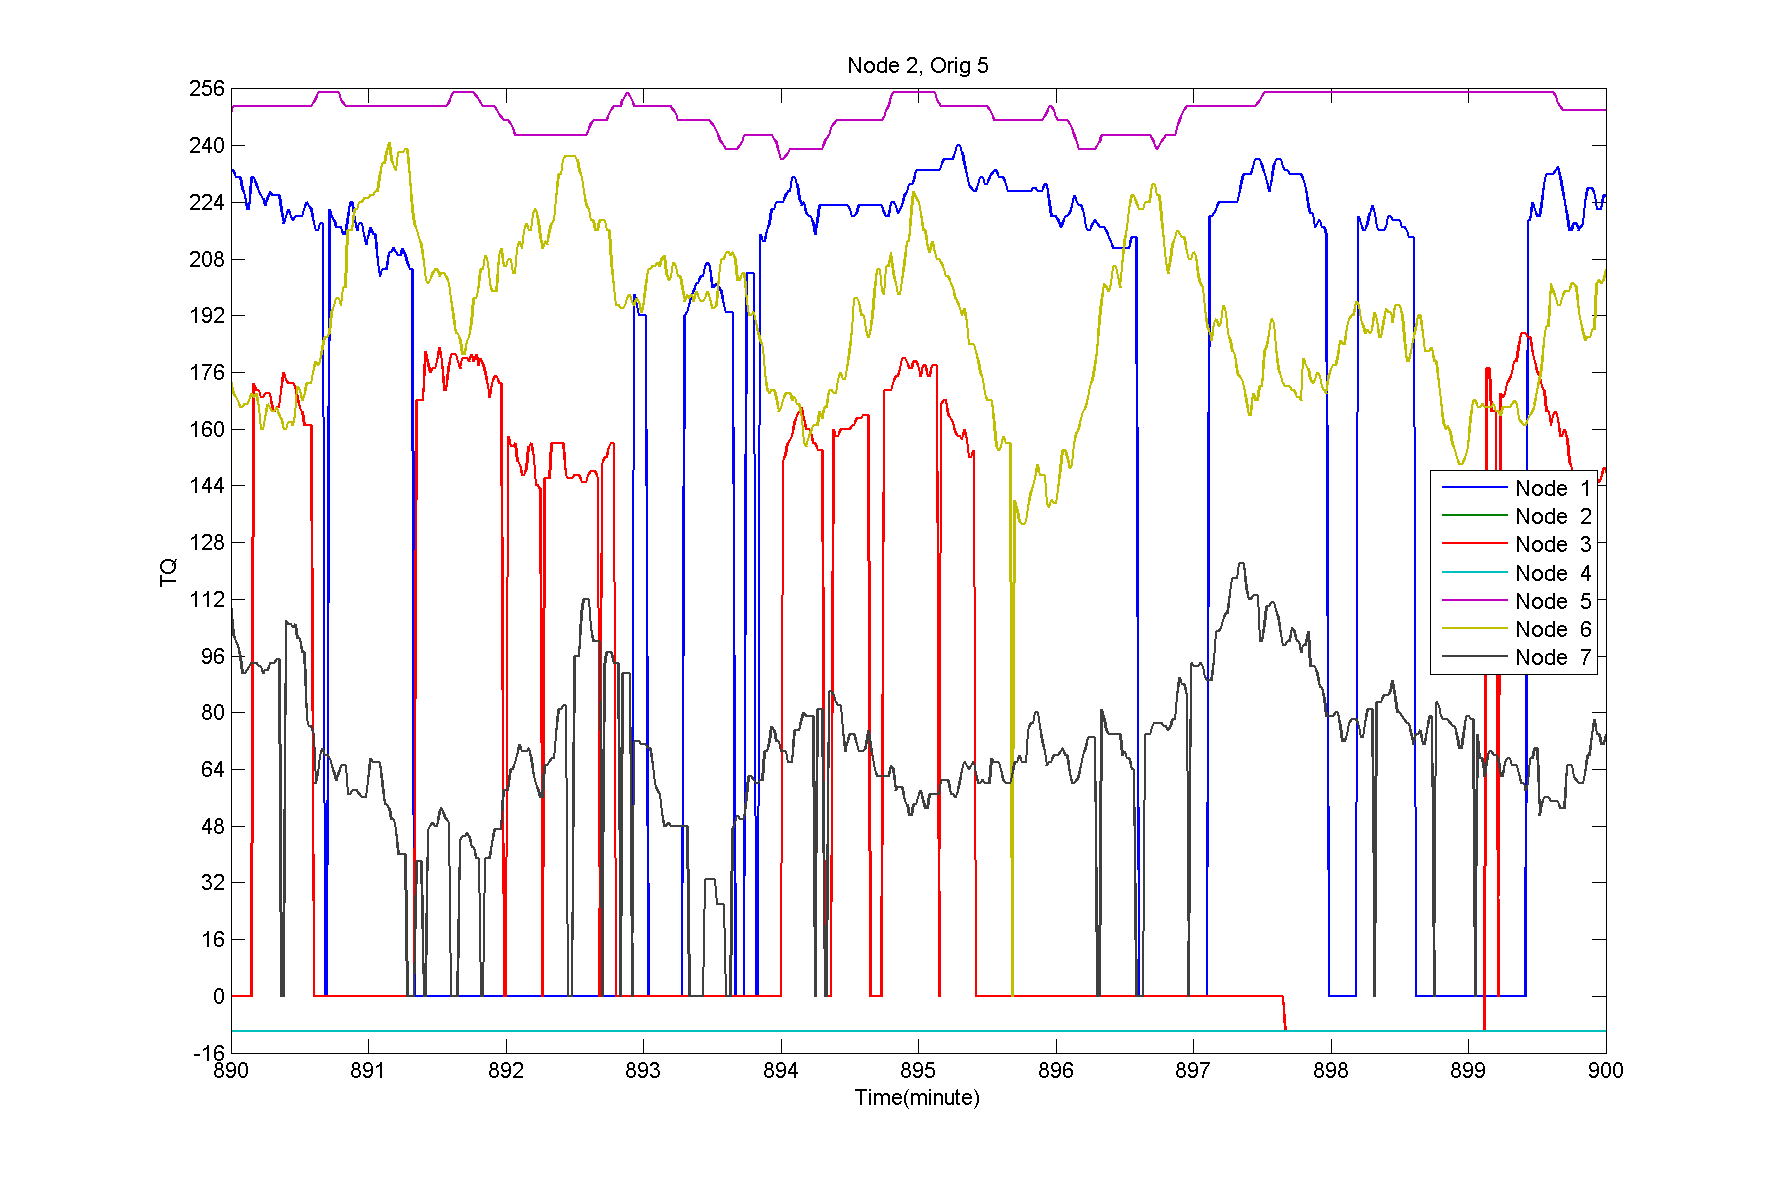 Node 2, Orig 5
256
240
224
208
192
176
160
144
128
112
96
80
64
48
32
16
0
-16
TQ
Node 1
Node 2
Node 3
Node 4
Node 5
Node 6
Node 7
890 891 892 893 894 895 896 897 898 899 900
Time(minute)